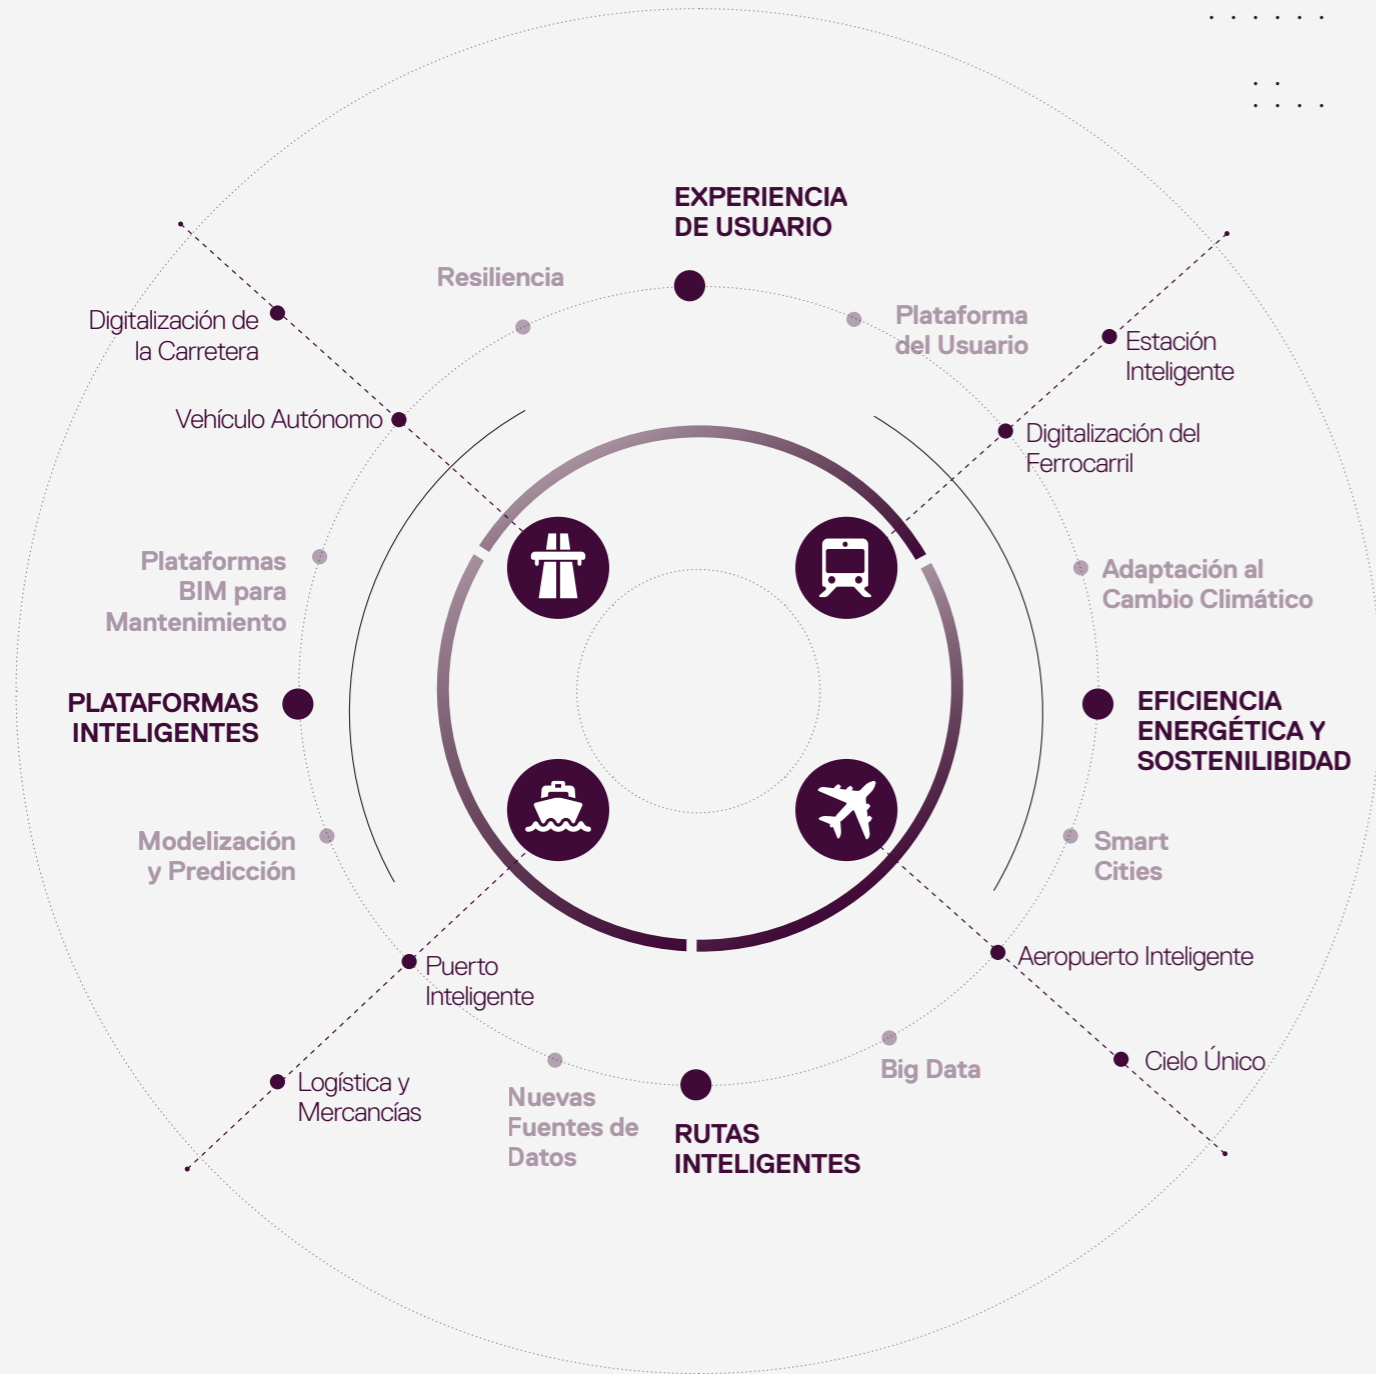 EXPERIENCIA
DE USUARIO
Resiliencia
Plataforma
del Usuario
Digitalización de
la Carretera
Estación
Inteligente
Vehículo Autónomo
Digitalización del
Ferrocarril
Plataformas
BIM para
Mantenimiento
Adaptación al
Cambio Climático
PLATAFORMAS
INTELIGENTES
EFICIENCIA
ENERGÉTICA Y
SOSTENILIBIDAD
Modelización
y Predicción
Smart
Cities
Puerto
Inteligente
Aeropuerto Inteligente
Logística y
Mercancías
Nuevas
Fuentes de
Datos
RUTAS
INTELIGENTES
Big Data
Cielo Único